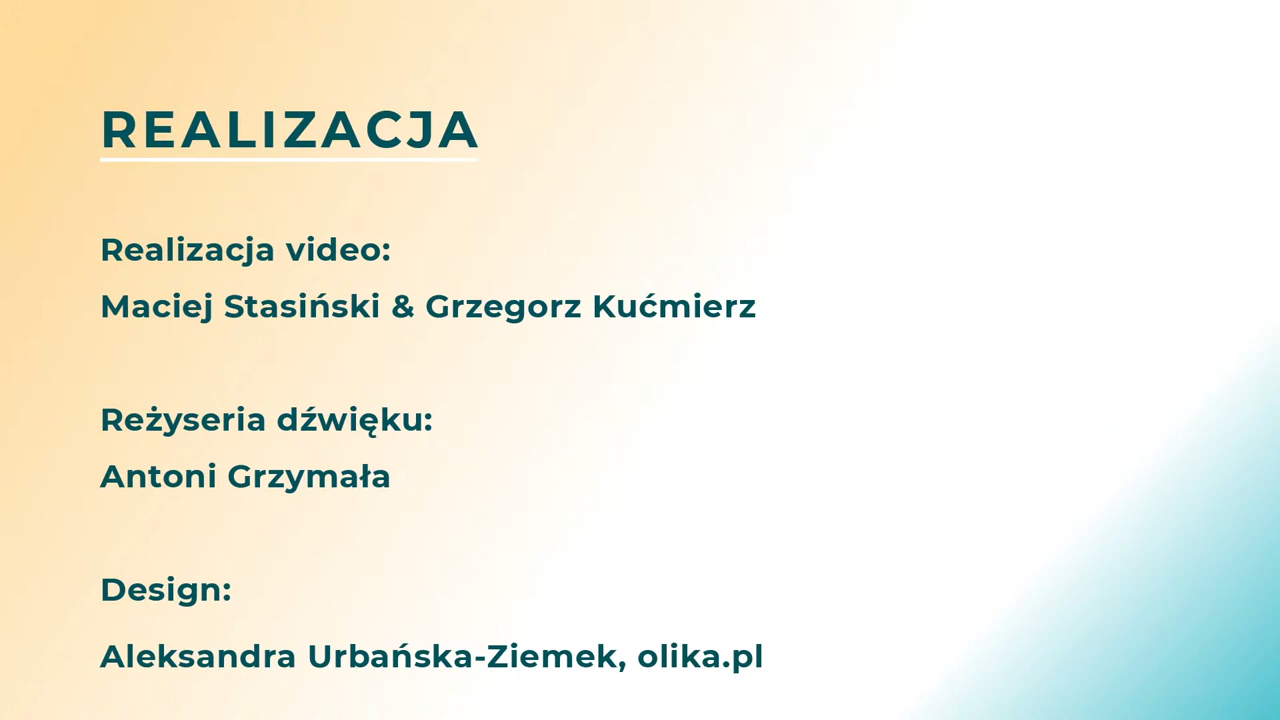 REALIZACJA
Realizacja video:
Maciej Stasiński & Grzegorz Kućmierz
Reżyseria dźwięku:
Antoni Grzymała
Design:
Aleksandra Urbańska-Ziemek, olika.pl